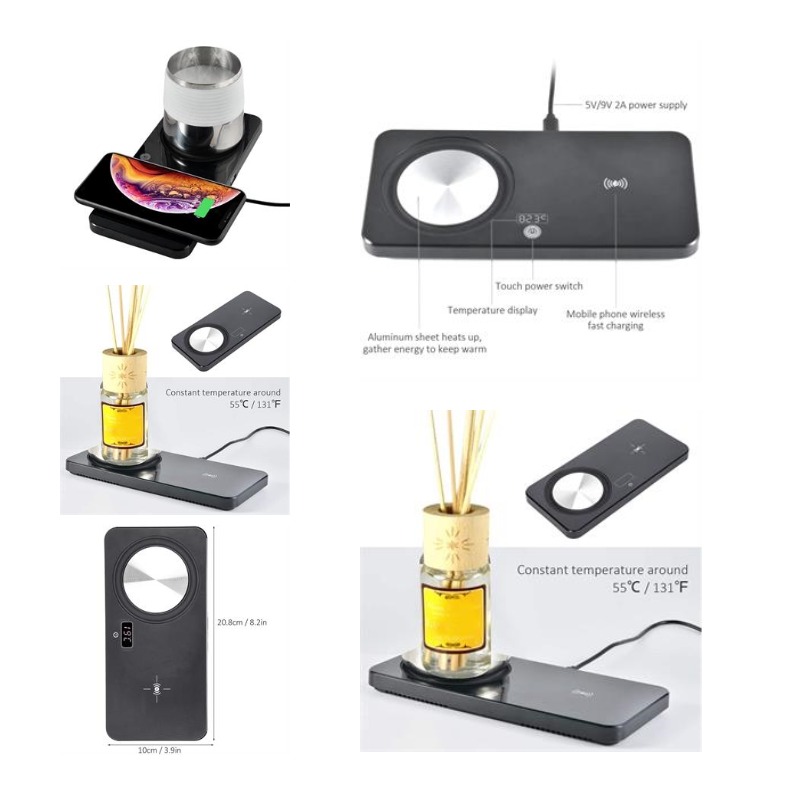 5V/9V 2A power supply
Touch power switch
Temperature display
Mobile phone wireless
fast charging
Aluminum sheet heats up,
gather energy to keep warm
Constant temperature around
55℃ / 131℉
20.8cm / 8.2in
10cm / 3.9in
Constant temperature around
55℃ / 131℉